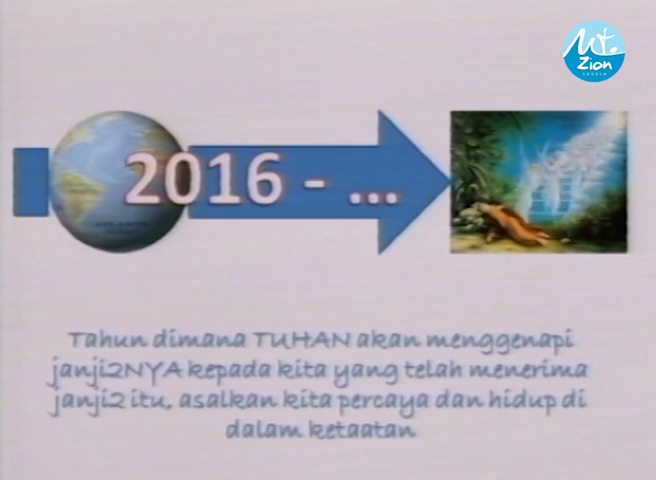 Mt.
Zion
2016 - ...
Tahun dimana TUHAN akan menggenapi
janji2NYA kepada kita yang telah menerima
janji2 itu, asalkan kita percaya dan hidup di
dalam ketaatan